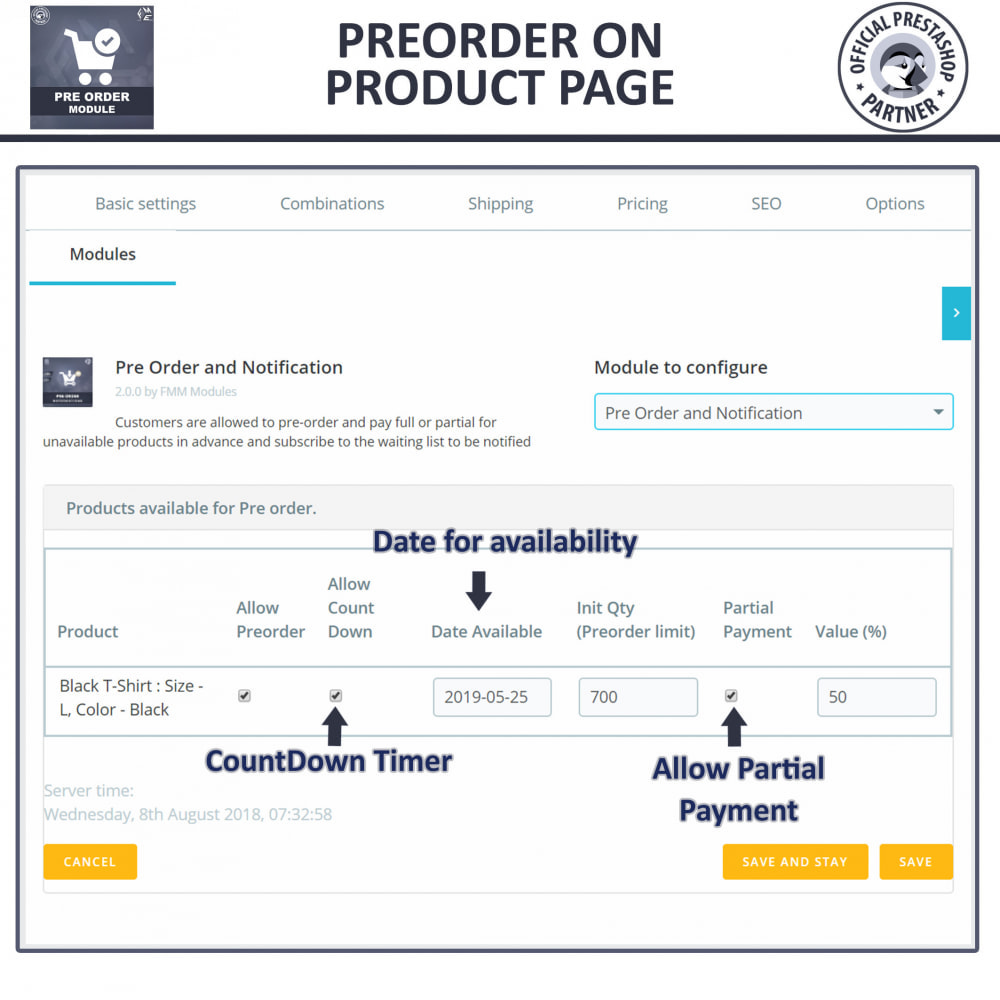 PRE ORDER
MODULE
PREORDER ON
PRODUCT PAGE
OFFICIAL PRESTASHOP
PARTNER
Basic settings Combinations Shipping Pricing SEO Options
Modules
Pre Order and Notification
2.0.0 by FMM Modules
Customers are allowed to pre-order and pay full or partial for
unavailable products in advance and subscribe to the waiting list to be notified
Module to configure
Pre Order and Notification
Products available for Pre order.
Date for availability
Product
Allow
Preorder
Allow
Count
Down
Date Available
Init Qty
(Preorder limit)
Partial
Payment
Value (%)
Black T-Shirt : Size -
L, Color - Black
2019-05-25
700
50
CountDown Timer
Allow Partial
Payment
Server time:
Wednesday, 8th August 2018, 07:32:58
CANCEL
SAVE AND STAY
SAVE